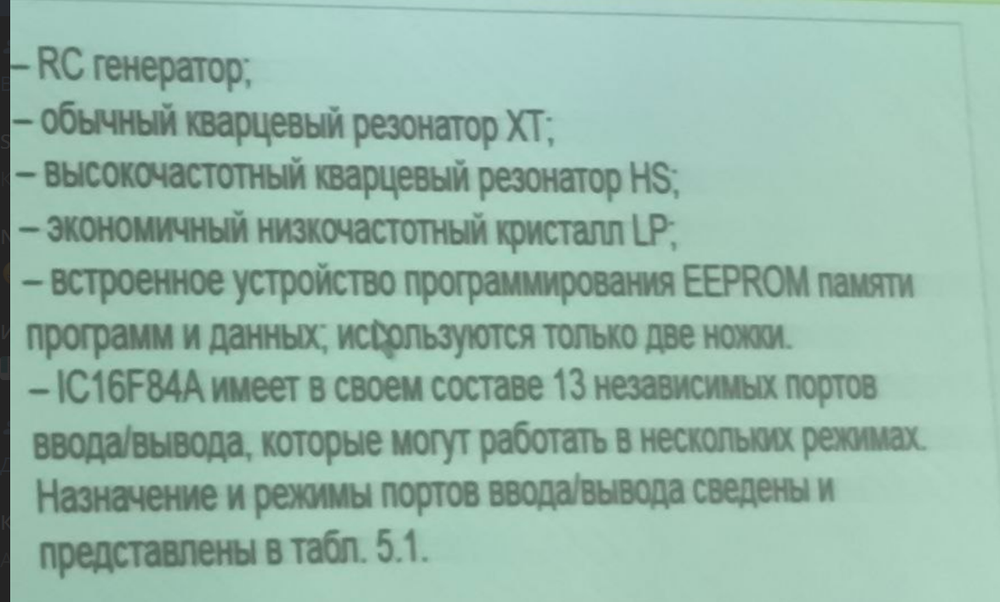 – RC генератор;
– обычный кварцевый резонатор XT;
– высокочастотный кварцевый резонатор HS;
– экономичный низкочастотный кристалл LP;
– встроенное устройство программирования EEPROM памяти
программ и данных; используются только две ножки.
– IC16F84A имеет в своем составе 13 независимых портов
ввода/вывода, которые могут работать в нескольких режимах.
Назначение и режимы портов ввода/вывода сведены и
представлены в табл. 5.1.